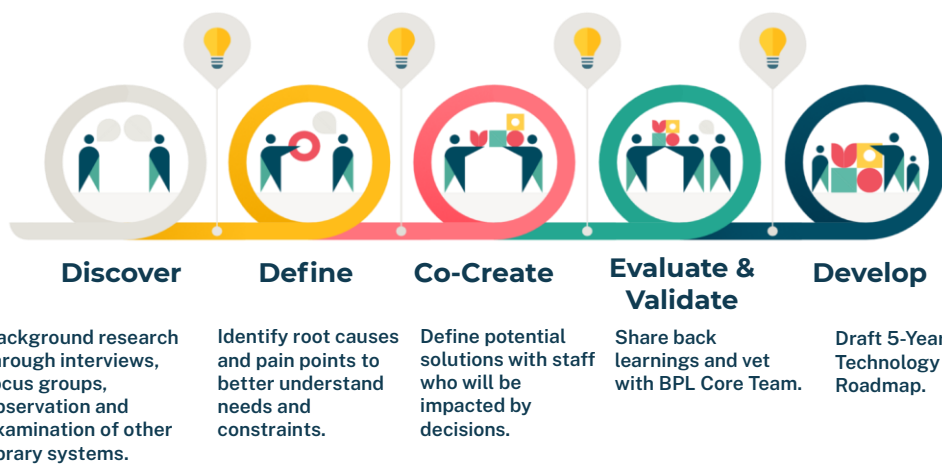 Discover
Define
Co-Create
Evaluate &
Validate
Develop
ackground research
rough interviews,
ocus groups,
bservation and
xamination of other
brary systems.
Identify root causes
and pain points to
better understand
needs and
constraints.
Define potential
solutions with staff
who will be
impacted by
decisions.
Share back
learnings and vet
with BPL Core Team.
Draft 5-Year
Technology
Roadmap.